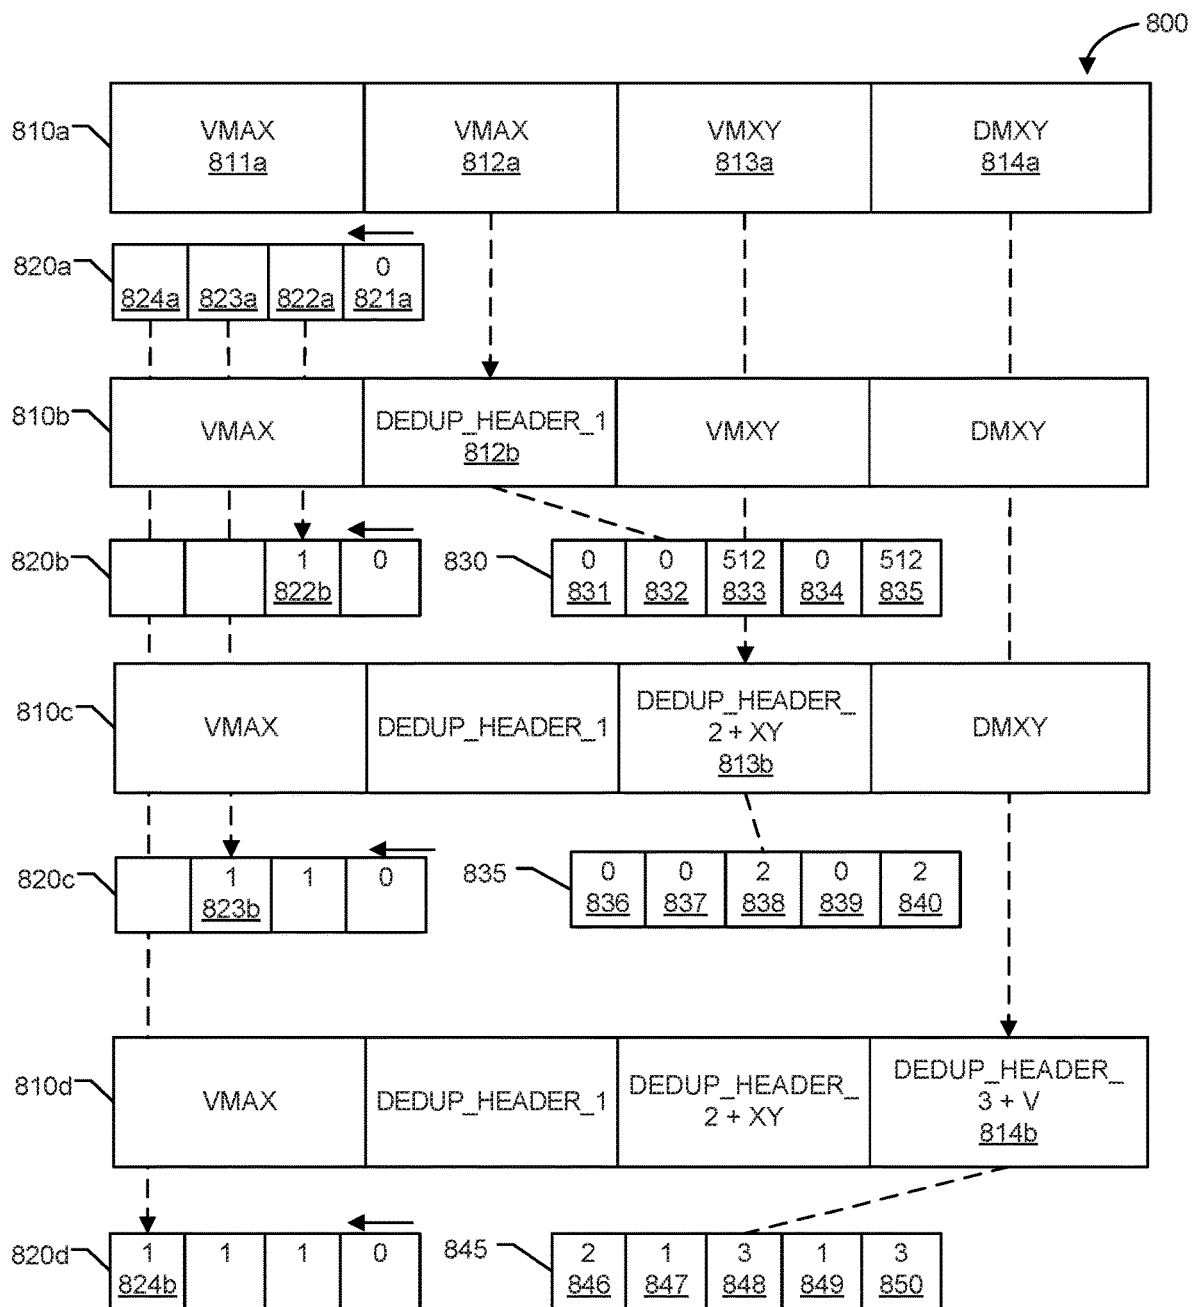 800
810a
VMAX
811a
VMAX
812a
VMXY
813a
DMXY
814a
820a
824a
823a
822a
0
821a
810b
VMAX
DEDUP_HEADER_1
812b
VMXY
DMXY
820b
1
822b
0
830
0
831
0
832
512
833
0
834
512
835
810c
VMAX
DEDUP_HEADER_1
DEDUP_HEADER_
2 + XY
813b
DMXY
820c
1
823b
1
0
835
0
836
0
837
2
838
0
839
2
840
810d
VMAX
DEDUP_HEADER_1
DEDUP_HEADER_
2 + XY
DEDUP_HEADER_
3 + V
814b
820d
1
824b
1
1
0
845
2
846
1
847
3
848
1
849
3
850